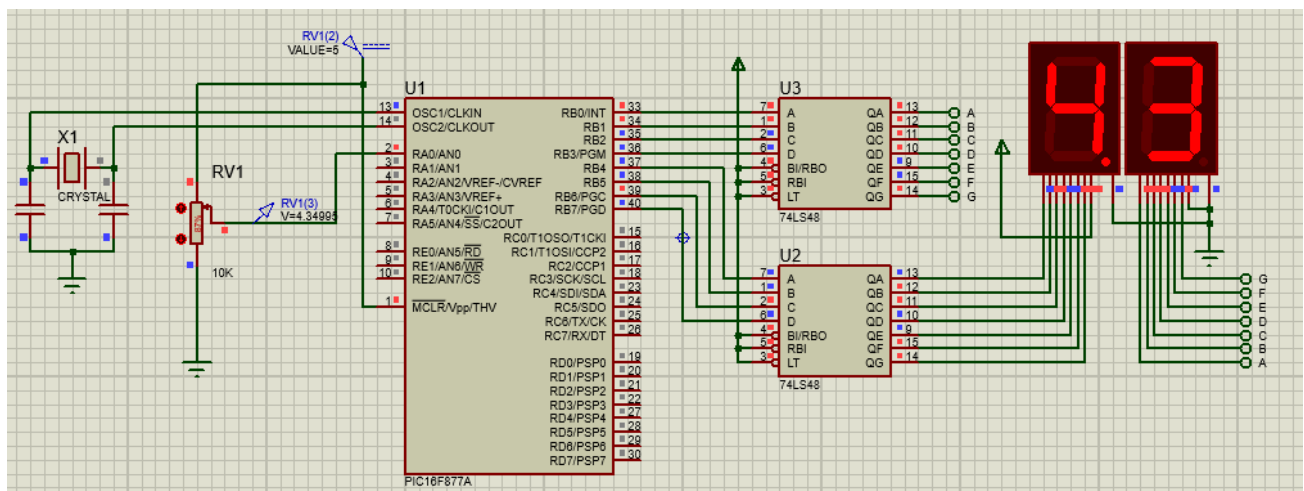 RV1(2)
VALUE=5
X1
CRYSTAL
RV1
RV1(3)
V=4.34995
87%
10K
U1
13 OSC1/CLKIN
14 OSC2/CLKOUT
2 RA0/AN0
3 RA1/AN1
4 RA2/AN2/VREF-/CVREF
5 RA3/AN3/VREF+
6 RA4/T0CKI/C1OUT
7 RA5/AN4/SS/C2OUT
8 RE0/AN5/RD
9 RE1/AN6/WR
10 RE2/AN7/CS
1 MCLR/Vpp/THV
RB0/INT 33
RB1 34
RB2 35
RB3/PGM 36
RB4 37
RB5 38
RB6/PGC 39
RB7/PGD 40
RC0/T1OSO/T1CKI 15
RC1/T1OSI/CCP2 16
RC2/CCP1 17
RC3/SCK/SCL 18
RC4/SDI/SDA 23
RC5/SDO 24
RC6/TX/CK 25
RC7/RX/DT 26
RD0/PSP0 19
RD1/PSP1 20
RD2/PSP2 21
RD3/PSP3 22
RD4/PSP4 27
RD5/PSP5 28
RD6/PSP6 29
RD7/PSP7 30
PIC16F877A
U3
7 A QA 13 A
1 B QB 12 B
2 C QC 11 C
6 D QD 10 D
4 BI/RBO QE 9 E
5 RBI QF 15 F
3 LT QG 14 G
74LS48
U2
7 A QA 13
1 B QB 12
2 C QC 11
6 D QD 10
4 BI/RBO QE 9
5 RBI QF 15
3 LT QG 14
74LS48
4.3
G
F
E
D
C
B
A